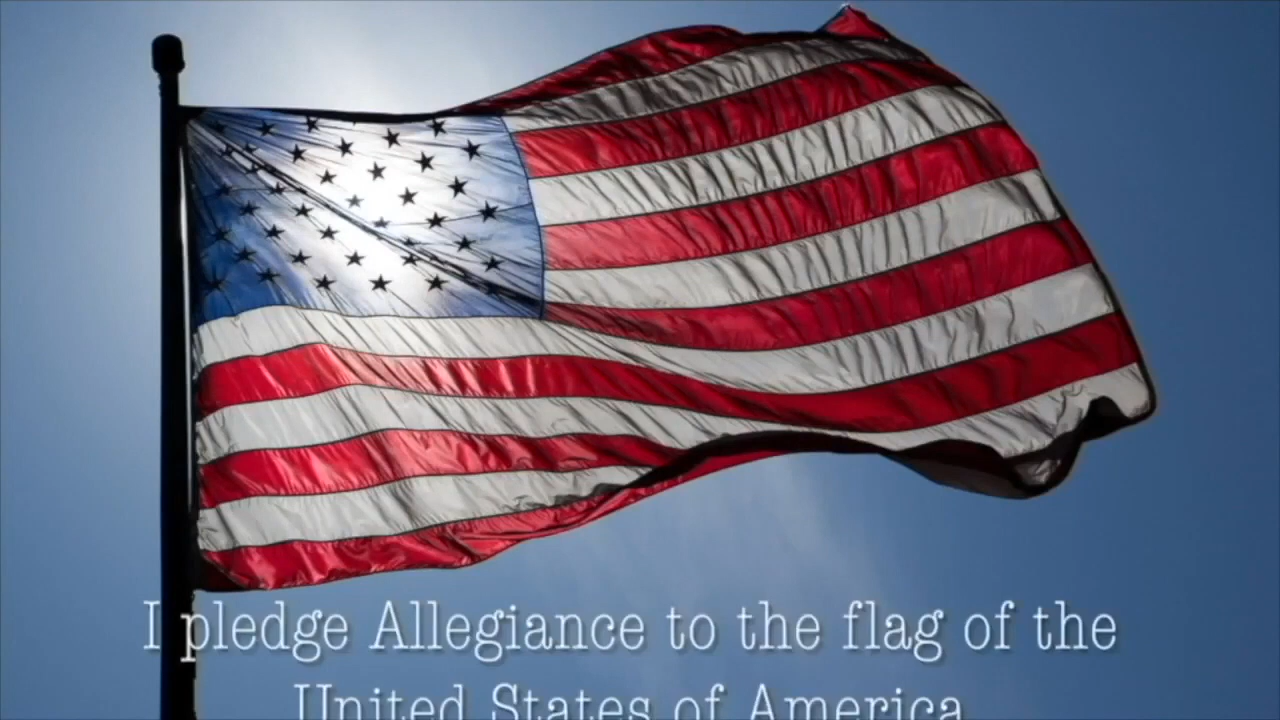 I pledge Allegiance to the flag of the
United States of America